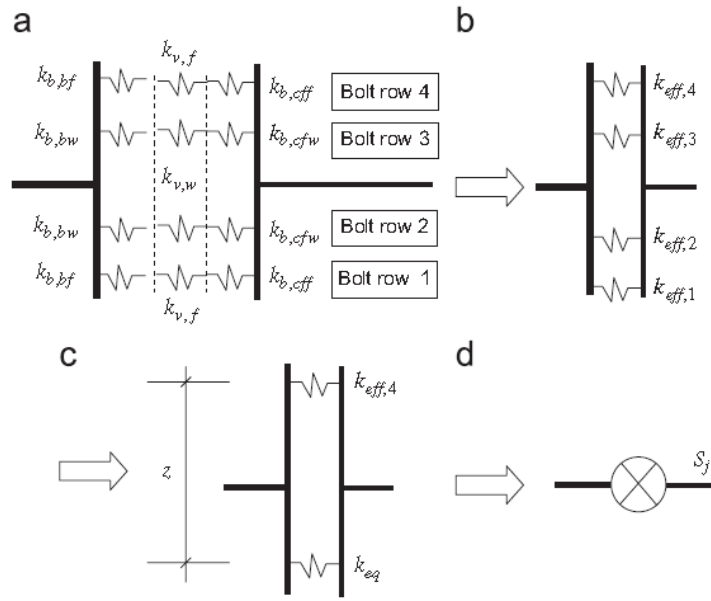 a
k_{v,f}
k_{b,bf} k_{b,cff} Bolt row 4
k_{b,bw} k_{b,cfw} Bolt row 3
k_{v,w}
k_{b,bw} k_{b,cfw} Bolt row 2
k_{b,bf} k_{b,cff} Bolt row 1
k_{v,f}
b
k_{eff,4}
k_{eff,3}
k_{eff,2}
k_{eff,1}
c
k_{eff,4}
z
k_{eq}
d
S_j